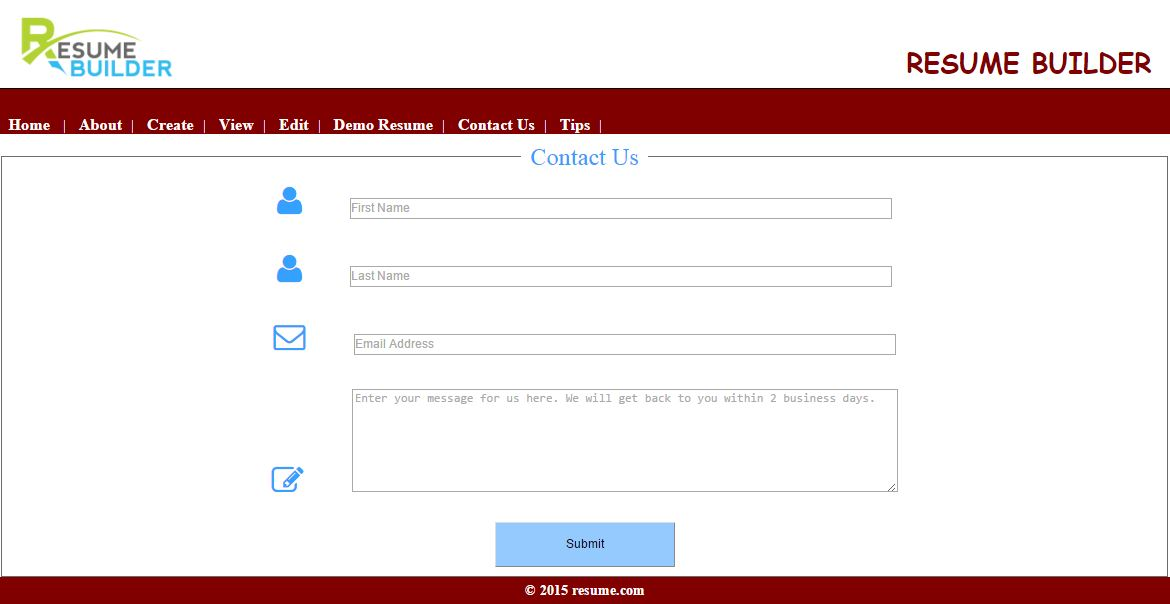 RESUME
BUILDER
RESUME BUILDER
Home | About | Create | View | Edit | Demo Resume | Contact Us | Tips |
Contact Us
First Name
Last Name
Email Address
Enter your message for us here. We will get back to you within 2 business days.
Submit
© 2015 resume.com